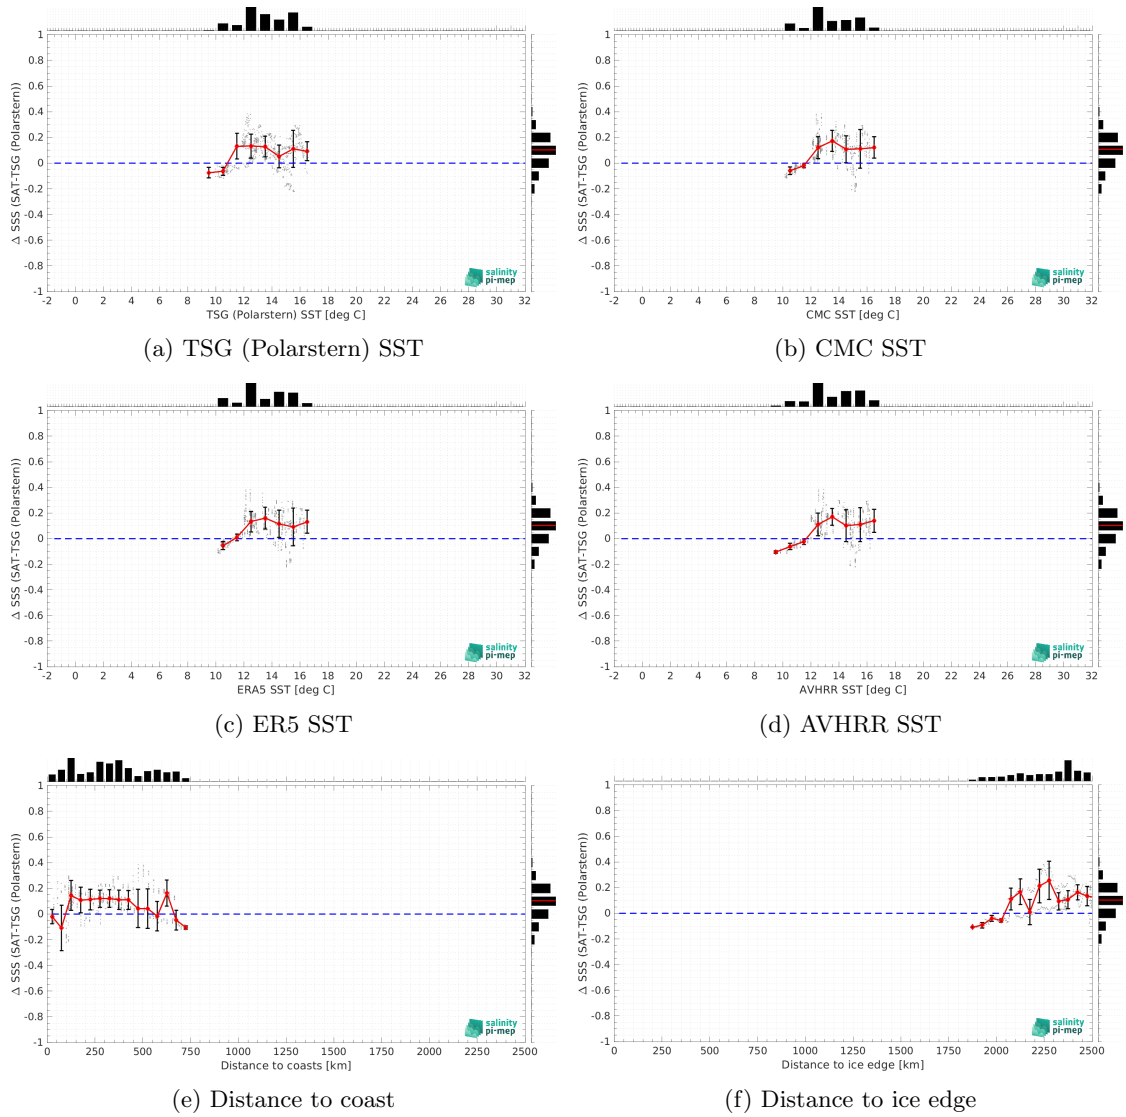 1
0.8
0.6
0.4
0.2
0
-0.2
-0.4
-0.6
-0.8
-1
Δ SSS (SAT-TSG (Polarstern))
salinity
pi-mep
-2 0 2 4 6 8 10 12 14 16 18 20 22 24 26 28 30 32
TSG (Polarstern) SST [deg C]
(a) TSG (Polarstern) SST
1
0.8
0.6
0.4
0.2
0
-0.2
-0.4
-0.6
-0.8
-1
Δ SSS (SAT-TSG (Polarstern))
salinity
pi-mep
-2 0 2 4 6 8 10 12 14 16 18 20 22 24 26 28 30 32
CMC SST [deg C]
(b) CMC SST
1
0.8
0.6
0.4
0.2
0
-0.2
-0.4
-0.6
-0.8
-1
Δ SSS (SAT-TSG (Polarstern))
salinity
pi-mep
-2 0 2 4 6 8 10 12 14 16 18 20 22 24 26 28 30 32
ERA5 SST [deg C]
(c) ER5 SST
1
0.8
0.6
0.4
0.2
0
-0.2
-0.4
-0.6
-0.8
-1
Δ SSS (SAT-TSG (Polarstern))
salinity
pi-mep
-2 0 2 4 6 8 10 12 14 16 18 20 22 24 26 28 30 32
AVHRR SST [deg C]
(d) AVHRR SST
1
0.8
0.6
0.4
0.2
0
-0.2
-0.4
-0.6
-0.8
-1
Δ SSS (SAT-TSG (Polarstern))
salinity
pi-mep
0 250 500 750 1000 1250 1500 1750 2000 2250 2500
Distance to coasts [km]
(e) Distance to coast
1
0.8
0.6
0.4
0.2
0
-0.2
-0.4
-0.6
-0.8
-1
Δ SSS (SAT-TSG (Polarstern))
salinity
pi-mep
0 250 500 750 1000 1250 1500 1750 2000 2250 2500
Distance to ice edge [km]
(f) Distance to ice edge